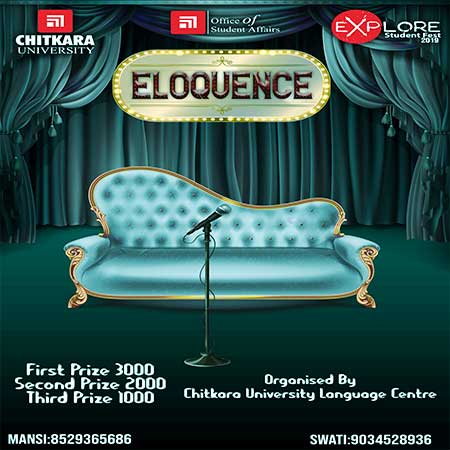 CHITKARA
UNIVERSITY
Office of
Student Affairs
EXPLORE
Student Fest
2019
ELOQUENCE
First Prize 3000
Second Prize 2000
Third Prize 1000
Organised By
Chitkara University Language Centre
MANSI:8529365686
SWATI:9034528936